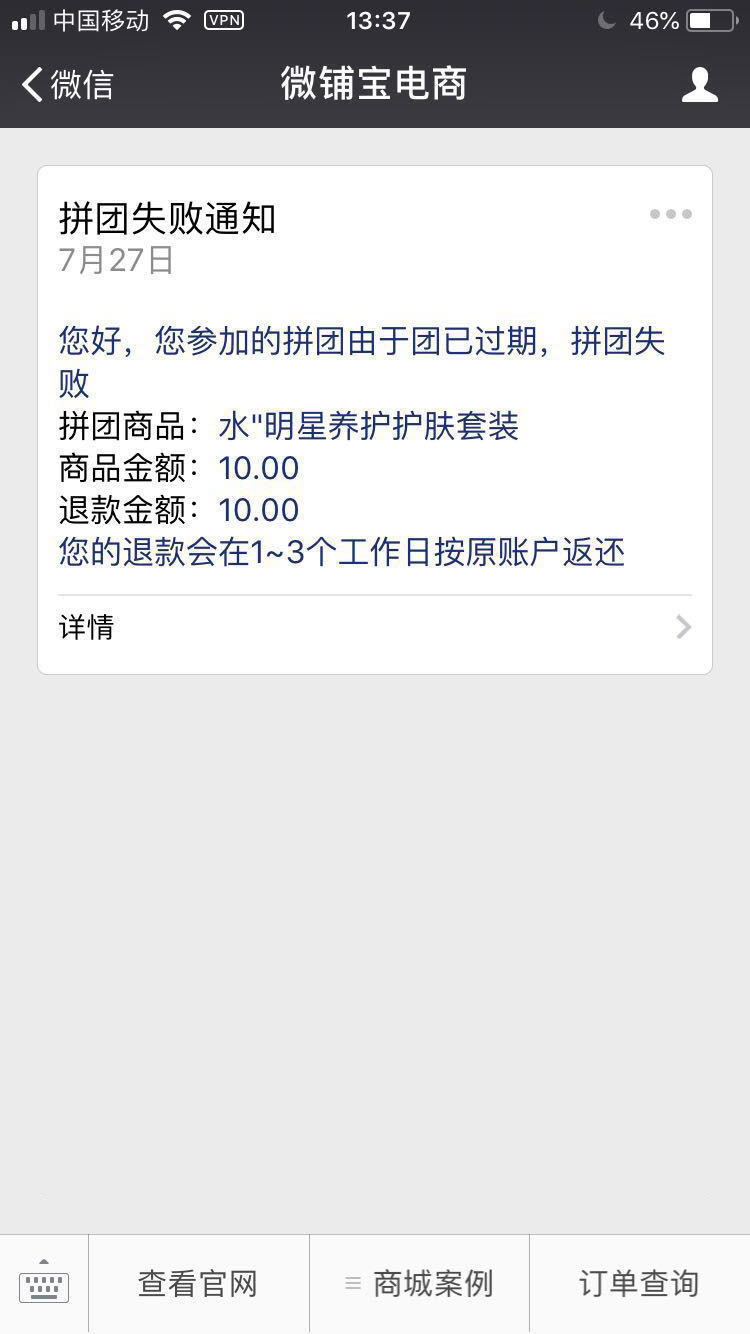 中国移动 VPN 13:37 46%
微信 微铺宝电商
拼团失败通知
7月27日
您好，您参加的拼团由于团已过期，拼团失
败
拼团商品：水"明星养护护肤套装
商品金额：10.00
退款金额：10.00
您的退款会在1~3个工作日按原账户返还
详情
查看官网 商城案例 订单查询